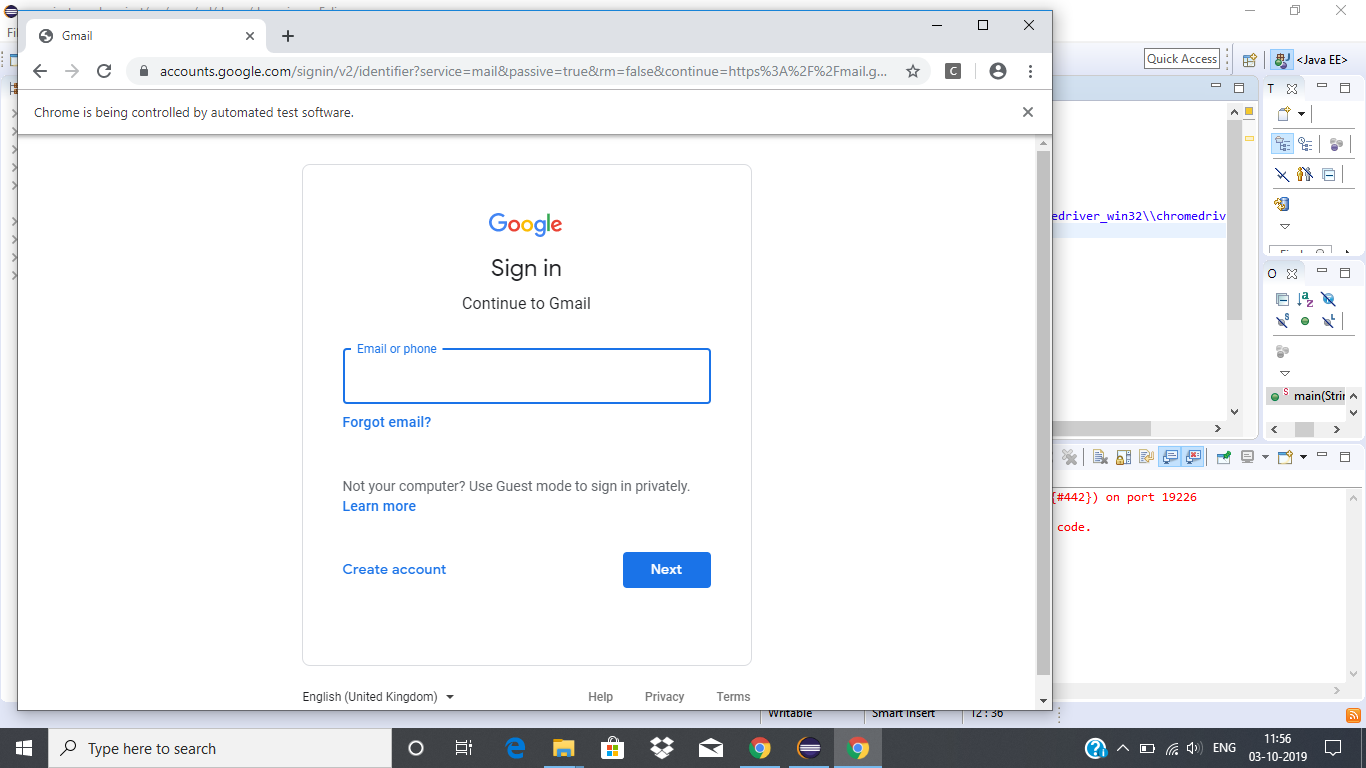 Gmail
accounts.google.com/signin/v2/identifier?service=mail&passive=true&rm=false&continue=https%3A%2F%2Fmail.g...
Chrome is being controlled by automated test software.
Google
Sign in
Continue to Gmail
Email or phone
Forgot email?
Not your computer? Use Guest mode to sign in privately.
Learn more
Create account
Next
English (United Kingdom)
Help
Privacy
Terms
Quick Access
<Java EE>
T
edriver_win32\\chromedriv
O
main(Strin
{#442}) on port 19226
code.
Writable
Smart Insert
12 : 36
Type here to search
ENG
11:56
03-10-2019